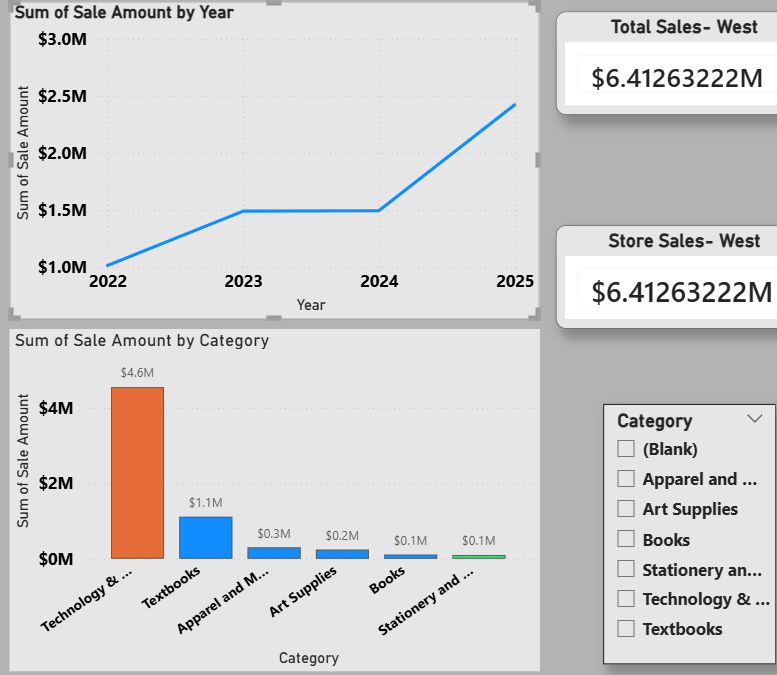 Sum of Sale Amount by Year
$3.0M
$2.5M
$2.0M
$1.5M
$1.0M
Sum of Sale Amount
2022 2023 2024 2025
Year
Total Sales- West
$6.41263222M
Store Sales- West
$6.41263222M
Sum of Sale Amount by Category
$4M
$2M
$0M
Sum of Sale Amount
$4.6M
$1.1M
$0.3M
$0.2M
$0.1M
$0.1M
Technology & ...
Textbooks
Apparel and M...
Art Supplies
Books
Stationery and ...
Category
Category
(Blank)
Apparel and ...
Art Supplies
Books
Stationery an...
Technology & ...
Textbooks